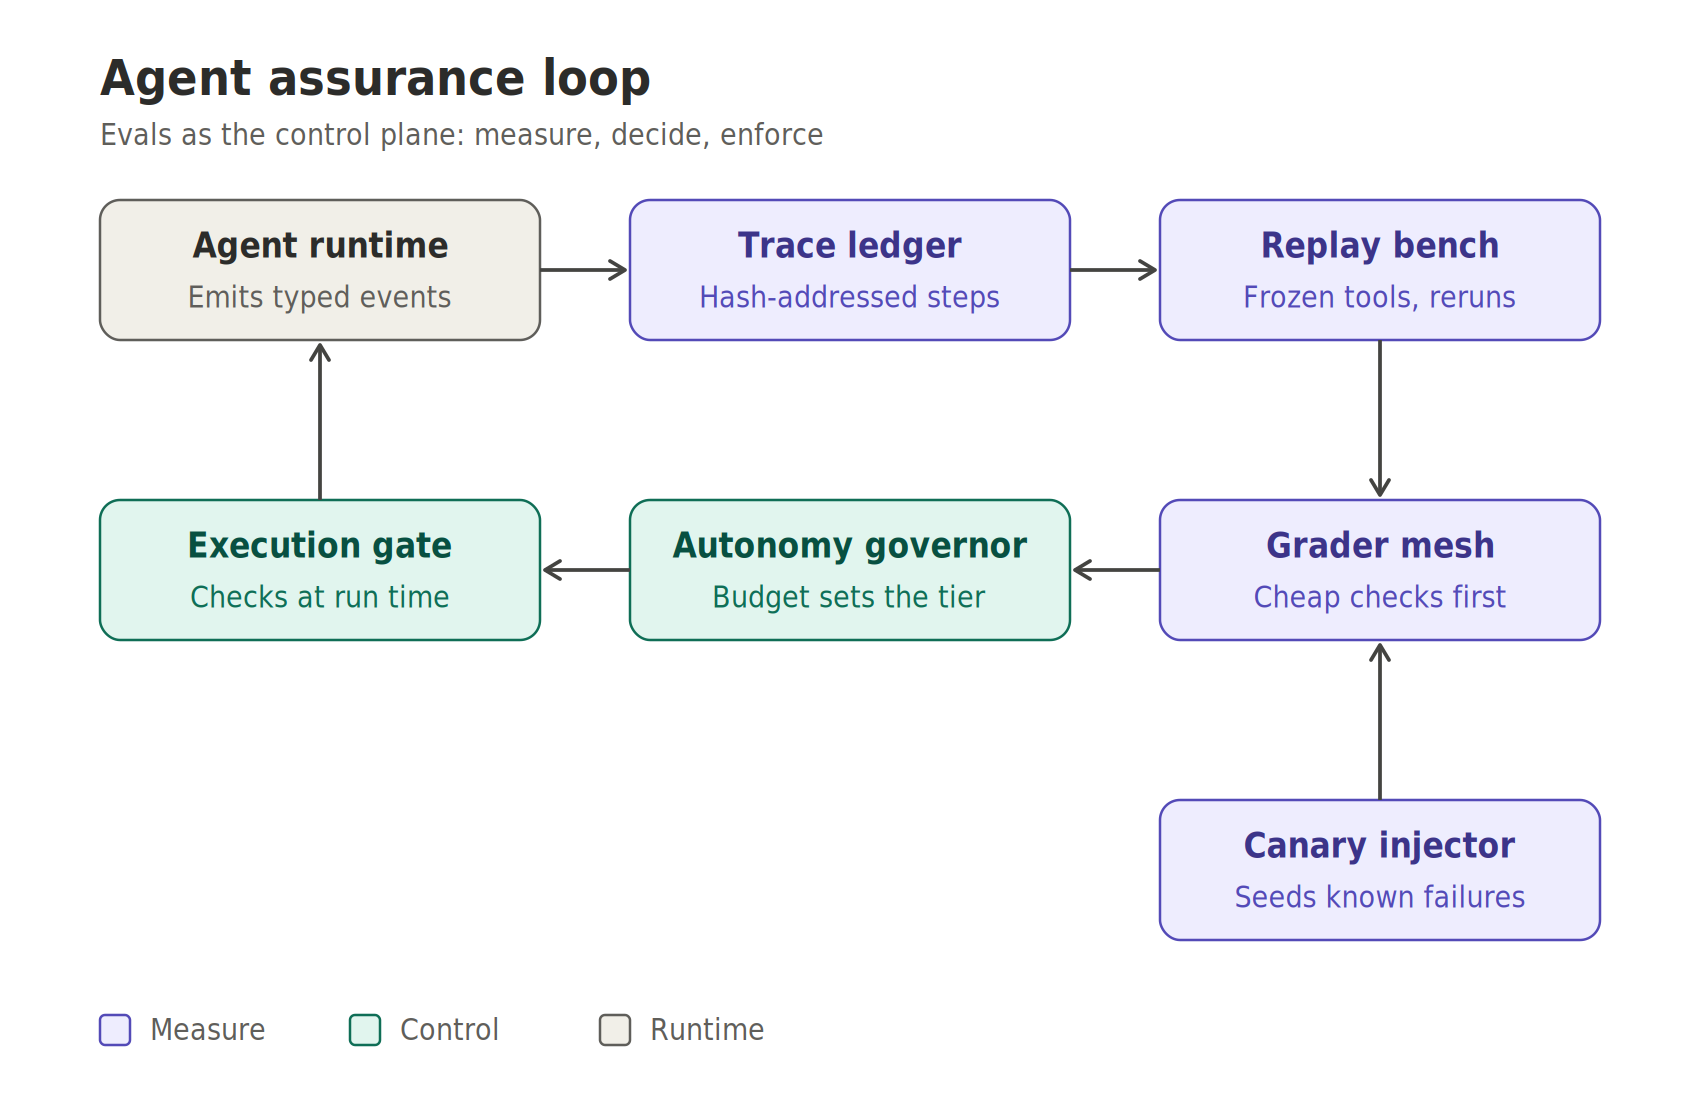 Agent assurance loop
Evals as the control plane: measure, decide, enforce
Agent runtime
Emits typed events
Trace ledger
Hash-addressed steps
Replay bench
Frozen tools, reruns
Execution gate
Checks at run time
Autonomy governor
Budget sets the tier
Grader mesh
Cheap checks first
Canary injector
Seeds known failures
Measure
Control
Runtime